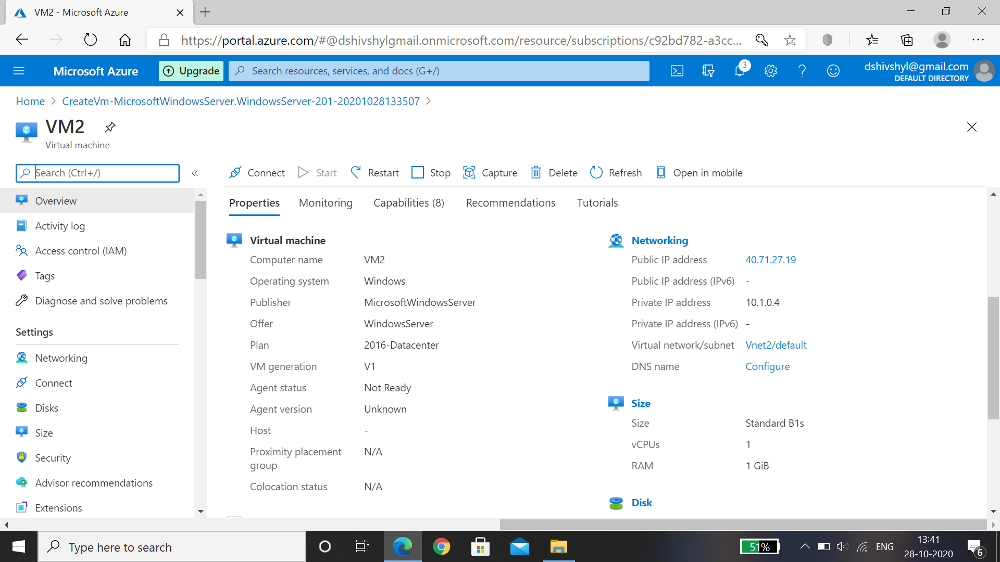 VM2 - Microsoft Azure
https://portal.azure.com/#@dshivshylgmail.onmicrosoft.com/resource/subscriptions/c92bd782-a3cc...
Microsoft Azure
Upgrade
Search resources, services, and docs (G+/)
3
dshivshyl@gmail.com
DEFAULT DIRECTORY
Home > CreateVm-MicrosoftWindowsServer.WindowsServer-201-20201028133507 >
VM2
Virtual machine
Search (Ctrl+/)
«
Connect
Start
Restart
Stop
Capture
Delete
Refresh
Open in mobile
Overview
Activity log
Access control (IAM)
Tags
Diagnose and solve problems
Settings
Networking
Connect
Disks
Size
Security
Advisor recommendations
Extensions
Properties
Monitoring
Capabilities (8)
Recommendations
Tutorials
Virtual machine
Computer name VM2
Operating system Windows
Publisher MicrosoftWindowsServer
Offer WindowsServer
Plan 2016-Datacenter
VM generation V1
Agent status Not Ready
Agent version Unknown
Host -
Proximity placement group N/A
Colocation status N/A
Networking
Public IP address 40.71.27.19
Public IP address (IPv6) -
Private IP address 10.1.0.4
Private IP address (IPv6) -
Virtual network/subnet Vnet2/default
DNS name Configure
Size
Size Standard B1s
vCPUs 1
RAM 1 GiB
Disk
Type here to search
51%
ENG
13:41
28-10-2020
6